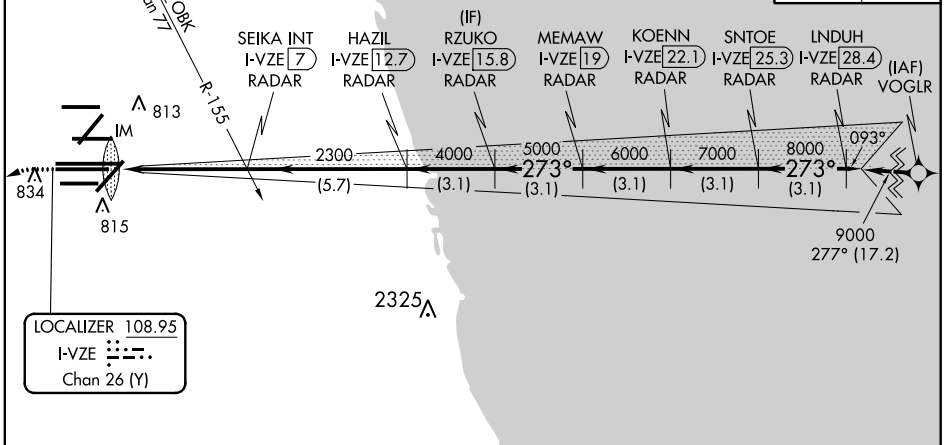 OBK
an 77
R-155
SEIKA INT
I-VZE 7
RADAR
HAZIL
I-VZE 12.7
RADAR
(IF)
RZUKO
I-VZE 15.8
RADAR
MEMAW
I-VZE 19
RADAR
KOENN
I-VZE 22.1
RADAR
SNTOE
I-VZE 25.3
RADAR
LNDUH
I-VZE 28.4
RADAR
(IAF)
VOGLR
813
IM
834
815
2300
4000
5000
6000
7000
8000
093°
273°
273°
(5.7)
(3.1)
(3.1)
(3.1)
(3.1)
(3.1)
9000
277° (17.2)
2325
LOCALIZER 108.95
I-VZE
Chan 26 (Y)